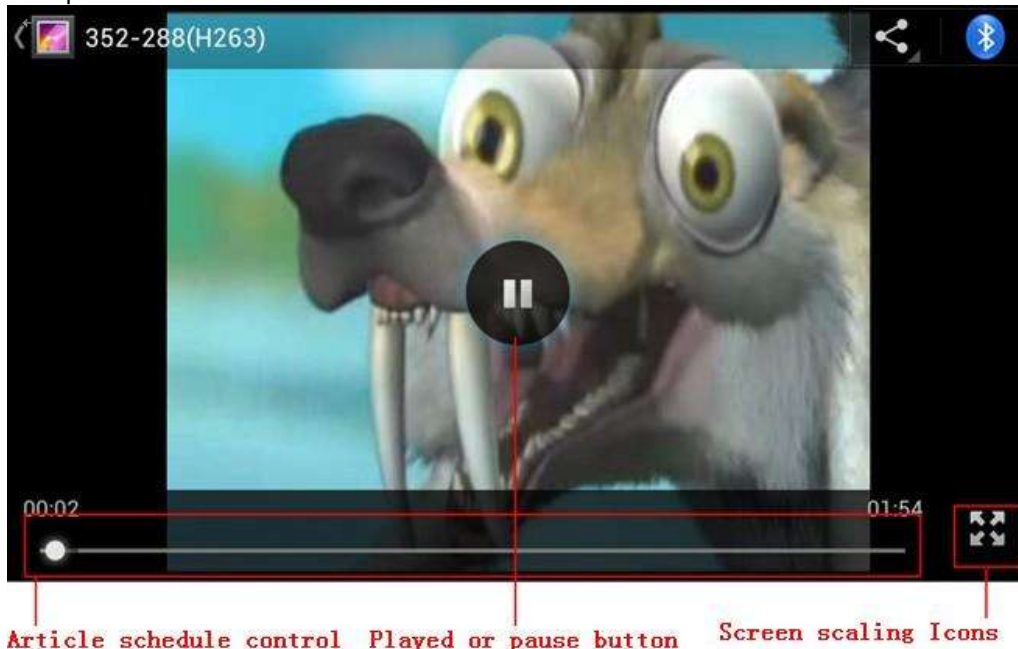 352-288(H263)
00:02
01:54
Article schedule control
Played or pause button
Screen scaling Icons